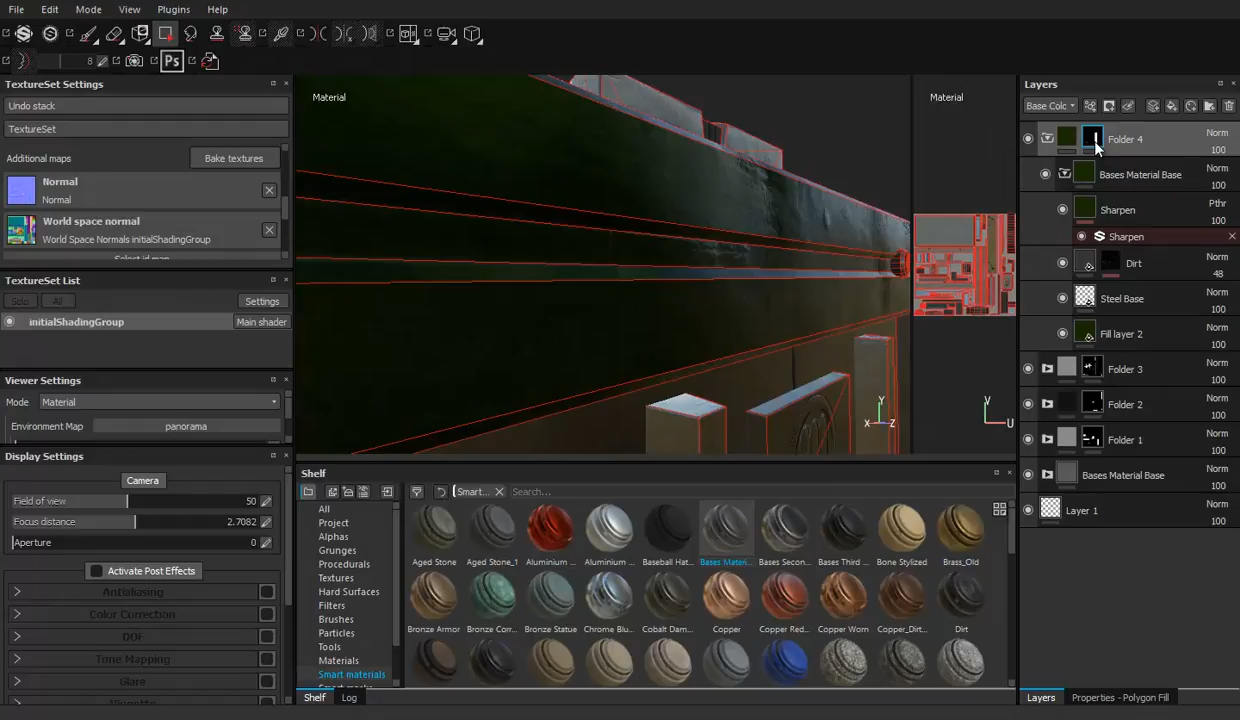 File Edit Mode View Plugins Help
8 Ps
TextureSet Settings
Undo stack
TextureSet
Additional maps Bake textures
Normal
Normal
World space normal
World Space Normals initialShadingGroup
Select id map
TextureSet List
Solo All Settings
initialShadingGroup Main shader
Viewer Settings
Mode Material
Environment Map panorama
Display Settings
Camera
Field of view 50
Focus distance 2.7082
Aperture 0
Activate Post Effects
Antialiasing
Color Correction
DOF
Tone Mapping
Glare
Vignette
Material
Material
Y
X Z
V
U
Shelf
Smart... Search...
All
Project
Alphas
Grunges
Procedurals
Textures
Hard Surfaces
Filters
Brushes
Particles
Tools
Materials
Smart materials
Smart masks
Aged Stone Aged Stone_1 Aluminium ... Aluminium ... Baseball Hat... Bases Materi... Bases Secon... Bases Third ... Bone Stylized Brass_Old
Bronze Armor Bronze Corr... Bronze Statue Chrome Blu... Cobalt Dam... Copper Copper Red... Copper Worn Copper_Dirt... Dirt
Shelf Log
Layers
Base Colc
Folder 4 Norm 100
Bases Material Base Norm 100
Sharpen Pthr 100
Sharpen
Dirt Norm 48
Steel Base Norm 100
Fill layer 2 Norm 100
Folder 3 Norm 100
Folder 2 Norm 100
Folder 1 Norm 100
Bases Material Base Norm 100
Layer 1 Norm 100
Layers Properties - Polygon Fill